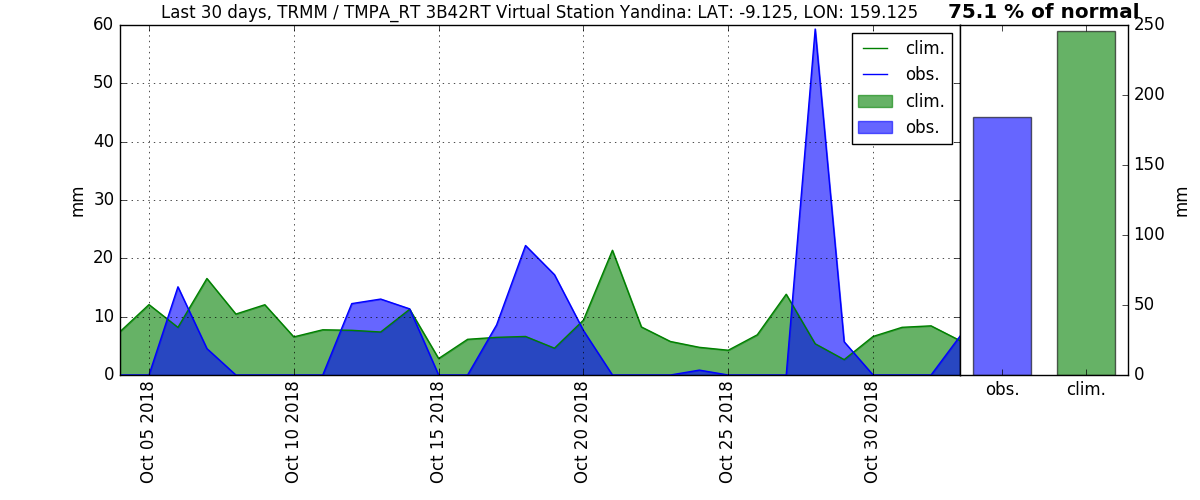 Last 30 days, TRMM / TMPA_RT 3B42RT Virtual Station Yandina: LAT: -9.125, LON: 159.125
75.1 % of normal
60
50
40
30
20
10
0
mm
clim.
obs.
clim.
obs.
Oct 05 2018
Oct 10 2018
Oct 15 2018
Oct 20 2018
Oct 25 2018
Oct 30 2018
250
200
150
100
50
0
mm
obs.
clim.